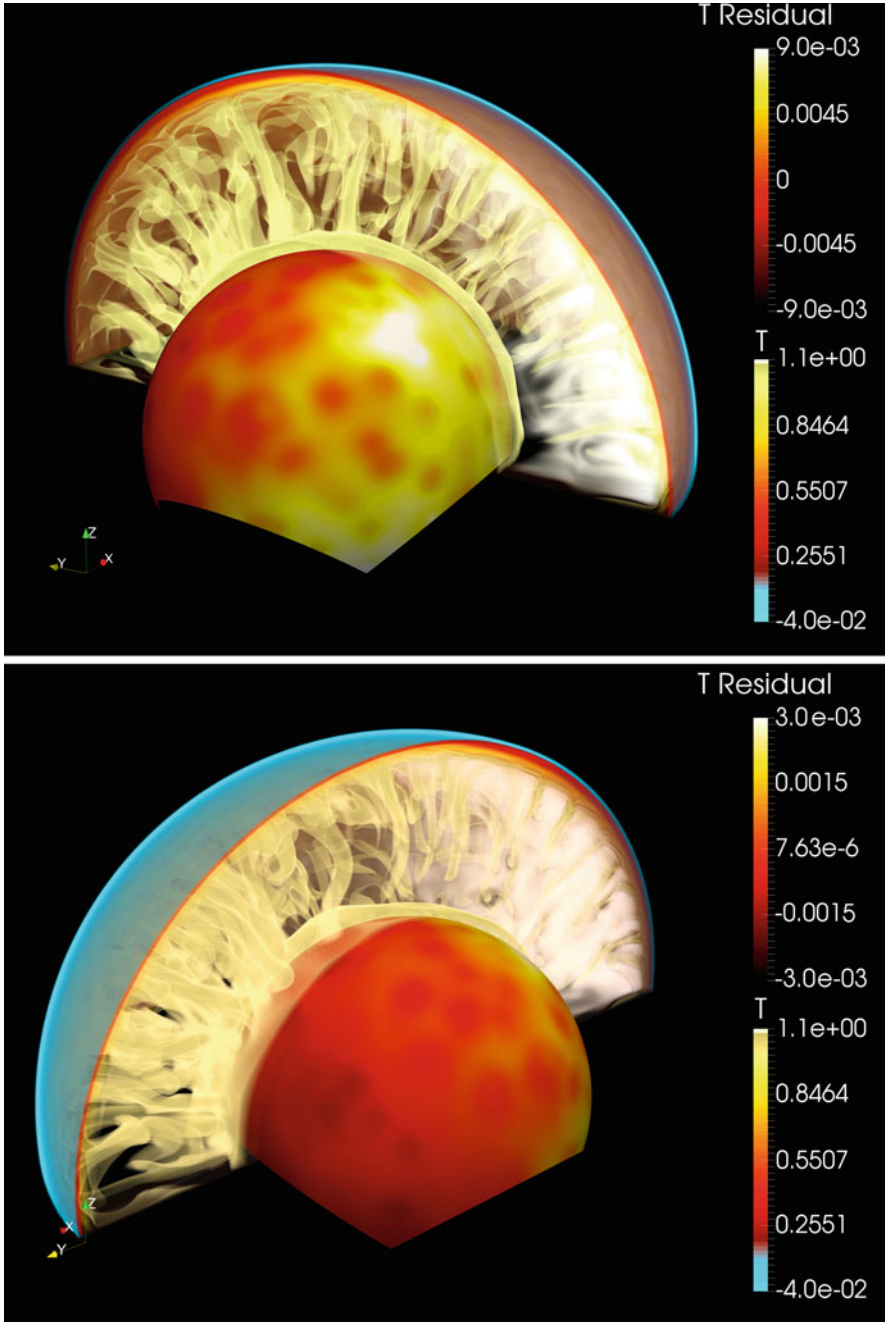 T Residual
9.0e-03
0.0045
0
-0.0045
-9.0e-03
T
1.1e+00
0.8464
0.5507
0.2551
-4.0e-02
Z
Y
X
T Residual
3.0e-03
0.0015
7.63e-6
-0.0015
-3.0e-03
T
1.1e+00
0.8464
0.5507
0.2551
-4.0e-02
Z
X
Y